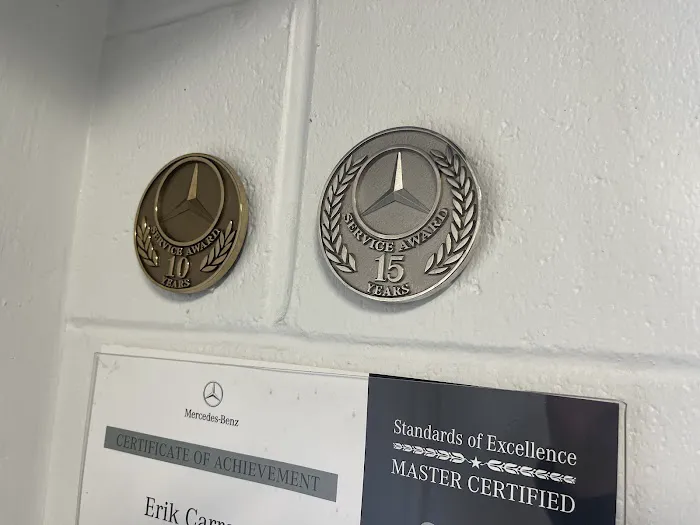 SERVICE AWARD
10
YEARS
SERVICE AWARD
15
YEARS
Mercedes-Benz
CERTIFICATE OF ACHIEVEMENT
Erik
Standards of Excellence
MASTER CERTIFIED